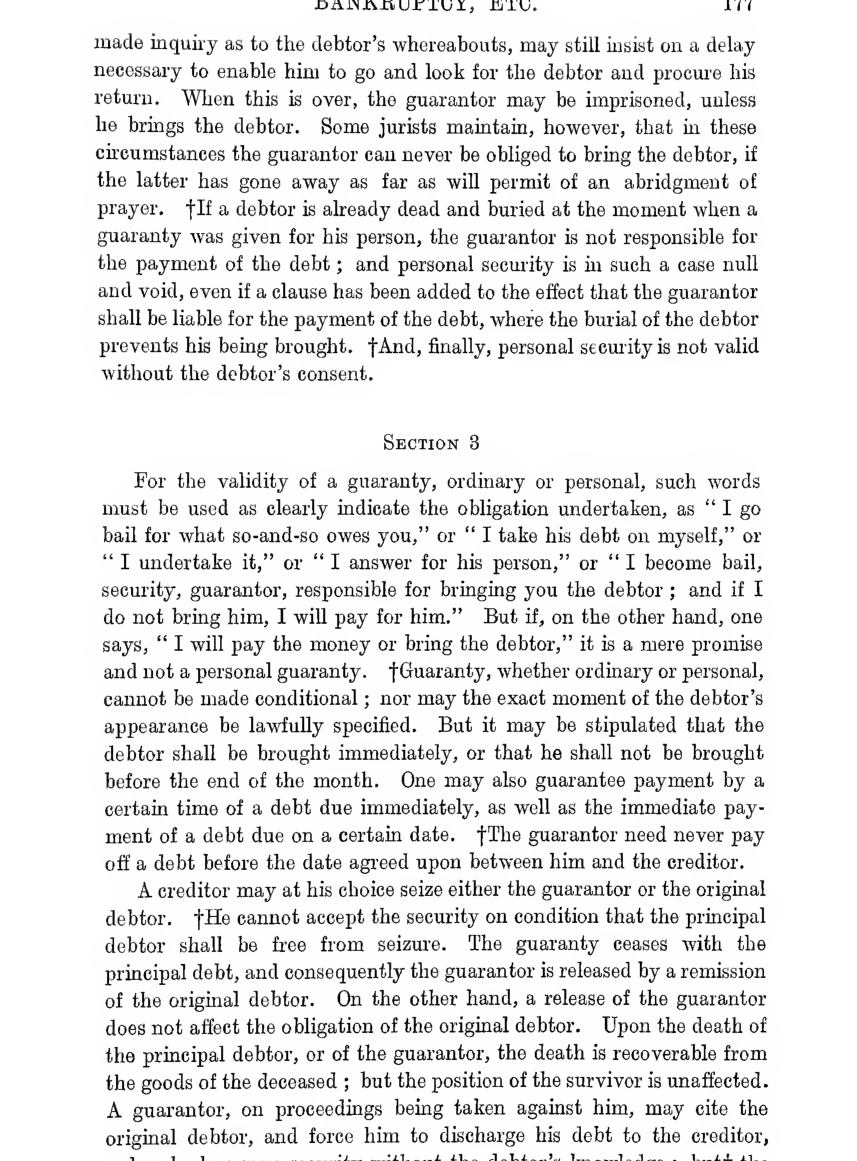 BANKRUPTCY, ETC. 177
made inquiry as to the debtor's whereabouts, may still insist on a delay
necessary to enable him to go and look for the debtor and procure his
return. When this is over, the guarantor may be imprisoned, unless
he brings the debtor. Some jurists maintain, however, that in these
circumstances the guarantor can never be obliged to bring the debtor, if
the latter has gone away as far as will permit of an abridgment of
prayer. †If a debtor is already dead and buried at the moment when a
guaranty was given for his person, the guarantor is not responsible for
the payment of the debt ; and personal security is in such a case null
and void, even if a clause has been added to the effect that the guarantor
shall be liable for the payment of the debt, where the burial of the debtor
prevents his being brought. †And, finally, personal security is not valid
without the debtor's consent.
SECTION 3
For the validity of a guaranty, ordinary or personal, such words
must be used as clearly indicate the obligation undertaken, as " I go
bail for what so-and-so owes you," or " I take his debt on myself," or
" I undertake it," or " I answer for his person," or " I become bail,
security, guarantor, responsible for bringing you the debtor ; and if I
do not bring him, I will pay for him." But if, on the other hand, one
says, " I will pay the money or bring the debtor," it is a mere promise
and not a personal guaranty. †Guaranty, whether ordinary or personal,
cannot be made conditional ; nor may the exact moment of the debtor's
appearance be lawfully specified. But it may be stipulated that the
debtor shall be brought immediately, or that he shall not be brought
before the end of the month. One may also guarantee payment by a
certain time of a debt due immediately, as well as the immediate pay-
ment of a debt due on a certain date. †The guarantor need never pay
off a debt before the date agreed upon between him and the creditor.
A creditor may at his choice seize either the guarantor or the original
debtor. †He cannot accept the security on condition that the principal
debtor shall be free from seizure. The guaranty ceases with the
principal debt, and consequently the guarantor is released by a remission
of the original debtor. On the other hand, a release of the guarantor
does not affect the obligation of the original debtor. Upon the death of
the principal debtor, or of the guarantor, the death is recoverable from
the goods of the deceased ; but the position of the survivor is unaffected.
A guarantor, on proceedings being taken against him, may cite the
original debtor, and force him to discharge his debt to the creditor,